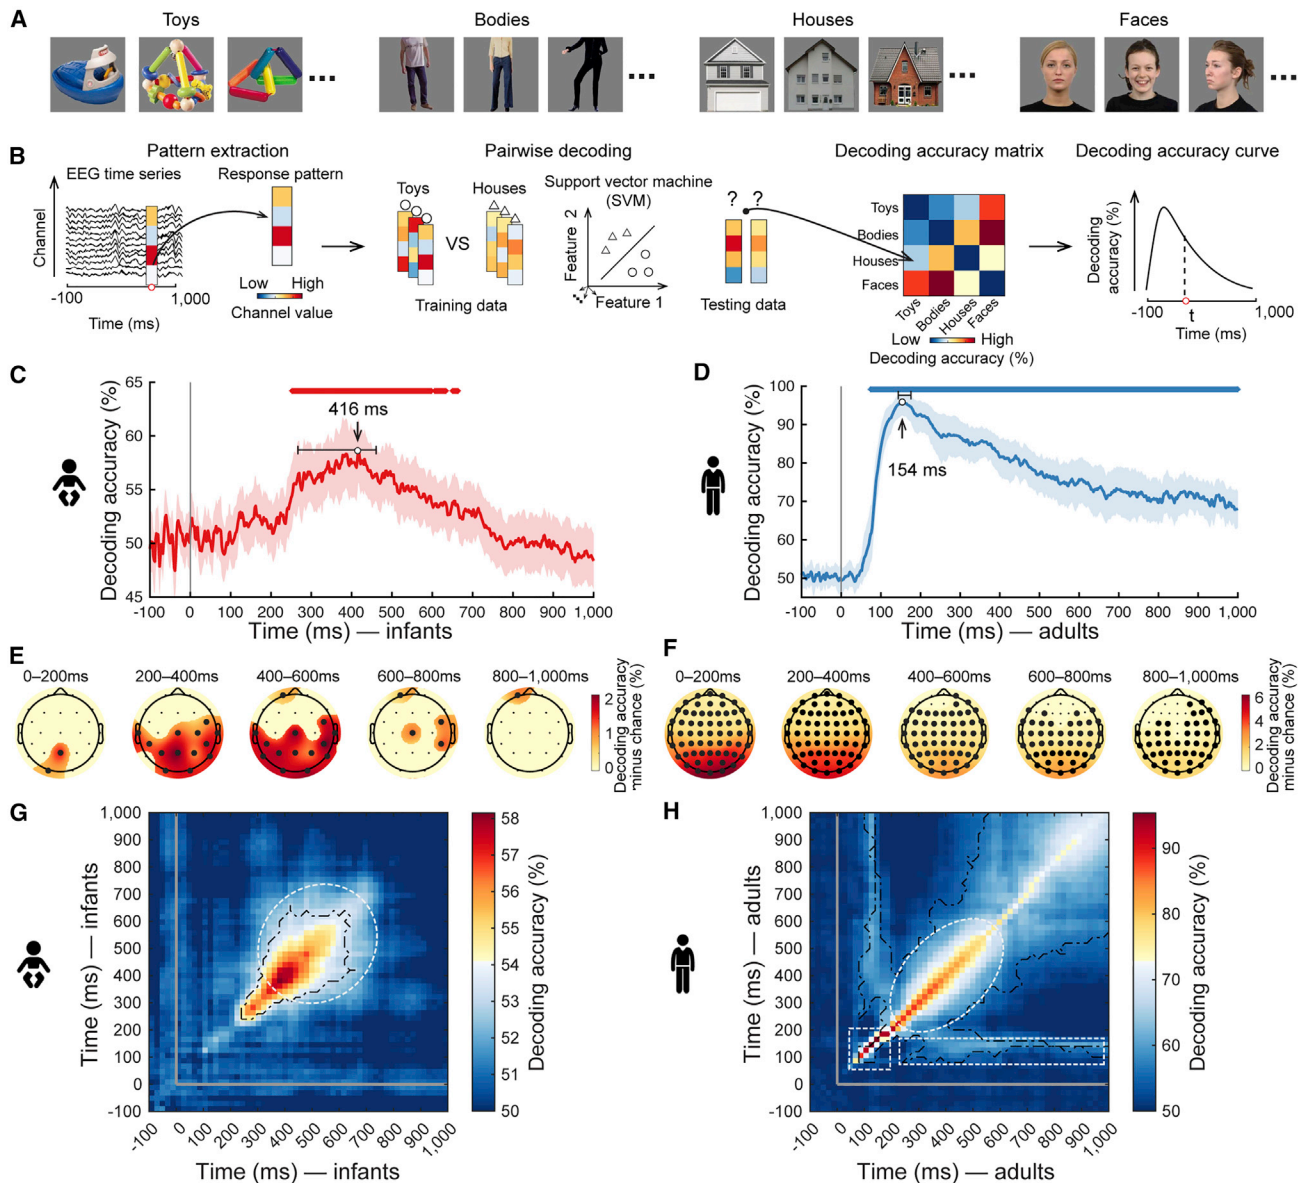 A
Toys
Bodies
Houses
Faces
...
...
...
...
B
Pattern extraction
Pairwise decoding
Decoding accuracy matrix
Decoding accuracy curve
EEG time series
Response pattern
Channel
-100
1,000
Time (ms)
Low
High
Channel value
Toys
VS
Houses
Training data
Support vector machine
(SVM)
Feature 2
Feature 1
? ?
Testing data
Toys
Bodies
Houses
Faces
Toys
Bodies
Houses
Faces
Low
High
Decoding accuracy (%)
Decoding
accuracy (%)
-100
t
1,000
Time (ms)
C
Decoding accuracy (%)
65
60
55
50
45
416 ms
-100 0 100 200 300 400 500 600 700 800 900 1,000
Time (ms) — infants
D
Decoding accuracy (%)
100
90
80
70
60
50
154 ms
-100 0 100 200 300 400 500 600 700 800 900 1,000
Time (ms) — adults
E
0–200ms
200–400ms
400–600ms
600–800ms
800–1,000ms
2
1
0
Decoding accuracy
minus chance (%)
F
0–200ms
200–400ms
400–600ms
600–800ms
800–1,000ms
6
4
2
0
Decoding accuracy
minus chance (%)
G
Time (ms) — infants
1,000
900
800
700
600
500
400
300
200
100
0
-100
-100 0 100 200 300 400 500 600 700 800 900 1,000
Time (ms) — infants
58
57
56
55
54
53
52
51
50
Decoding accuracy (%)
H
Time (ms) — adults
1,000
900
800
700
600
500
400
300
200
100
0
-100
-100 0 100 200 300 400 500 600 700 800 900 1,000
Time (ms) — adults
90
80
70
60
50
Decoding accuracy (%)